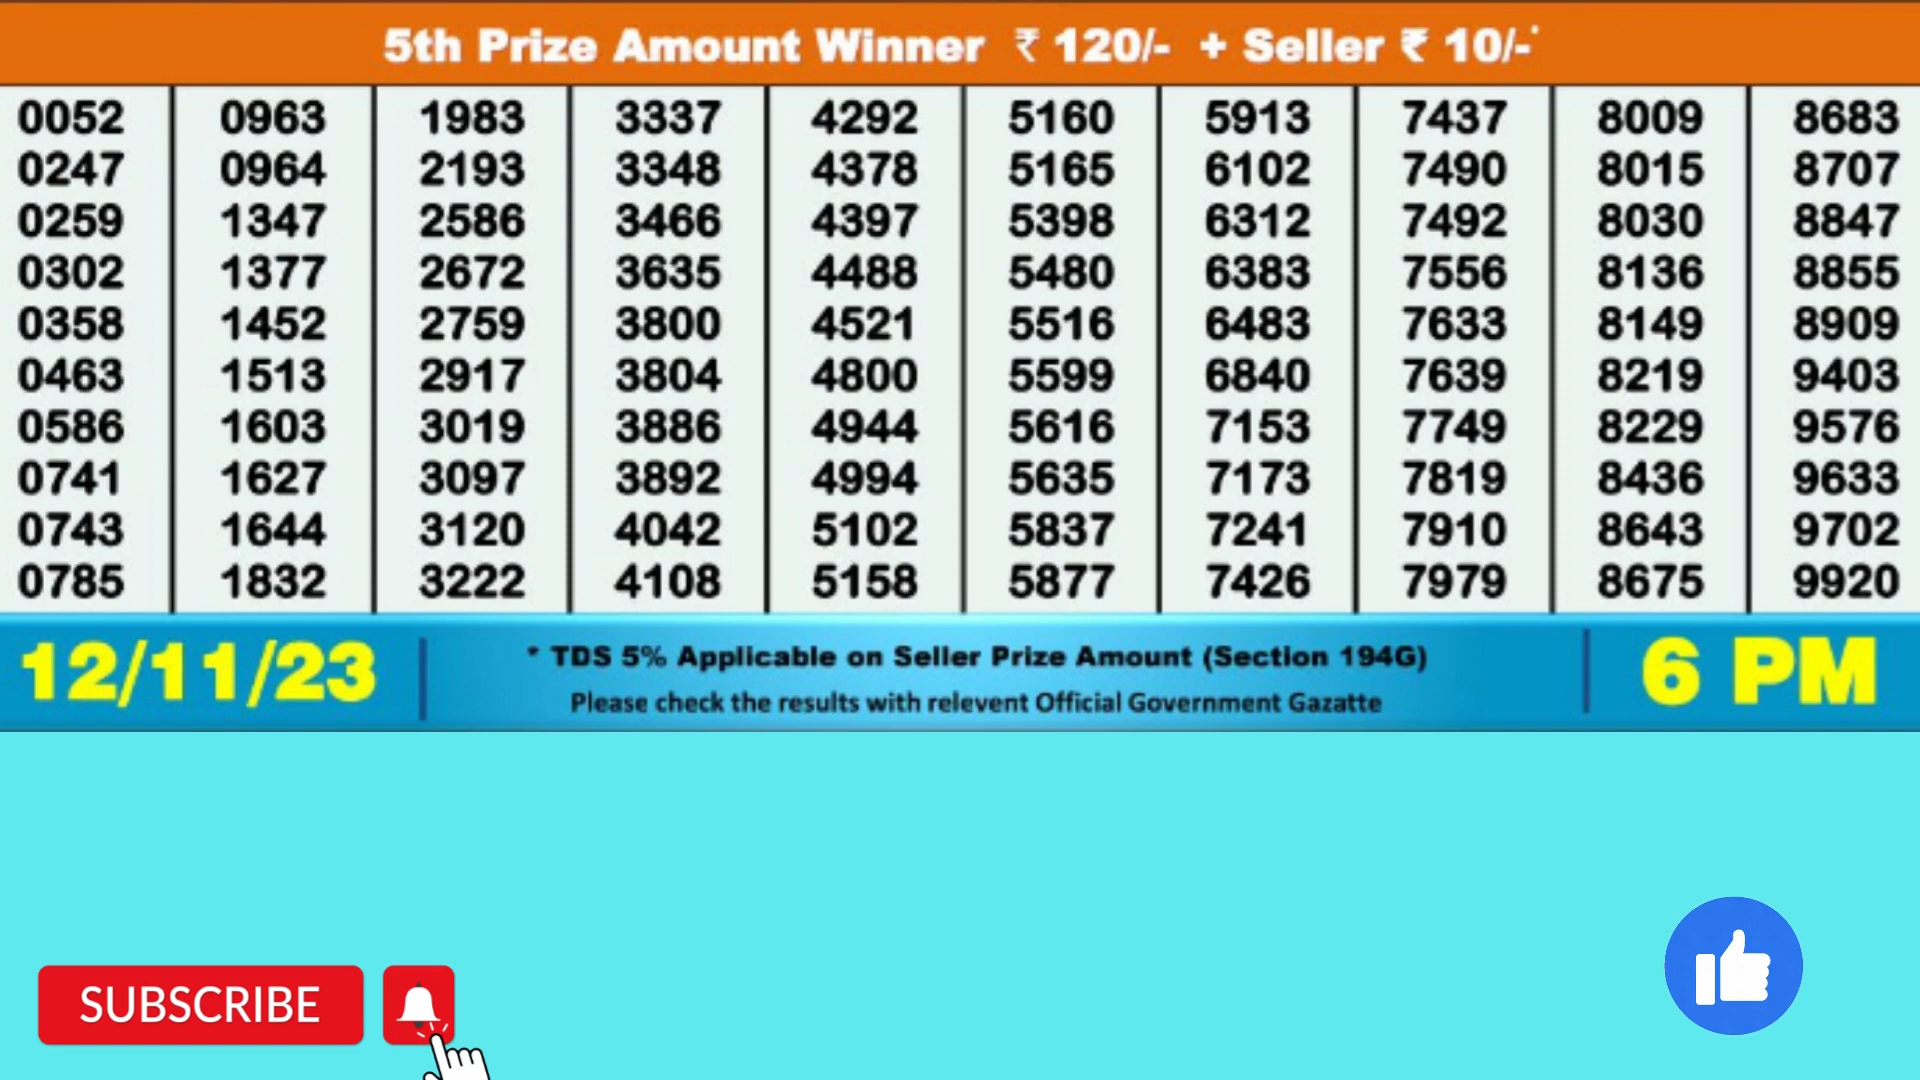 5th Prize Amount Winner ₹ 120/- + Seller ₹ 10/-*
0052 0963 1983 3337 4292 5160 5913 7437 8009 8683
0247 0964 2193 3348 4378 5165 6102 7490 8015 8707
0259 1347 2586 3466 4397 5398 6312 7492 8030 8847
0302 1377 2672 3635 4488 5480 6383 7556 8136 8855
0358 1452 2759 3800 4521 5516 6483 7633 8149 8909
0463 1513 2917 3804 4800 5599 6840 7639 8219 9403
0586 1603 3019 3886 4944 5616 7153 7749 8229 9576
0741 1627 3097 3892 4994 5635 7173 7819 8436 9633
0743 1644 3120 4042 5102 5837 7241 7910 8643 9702
0785 1832 3222 4108 5158 5877 7426 7979 8675 9920
12/11/23
* TDS 5% Applicable on Seller Prize Amount (Section 194G)
Please check the results with relevent Official Government Gazatte
6 PM
SUBSCRIBE